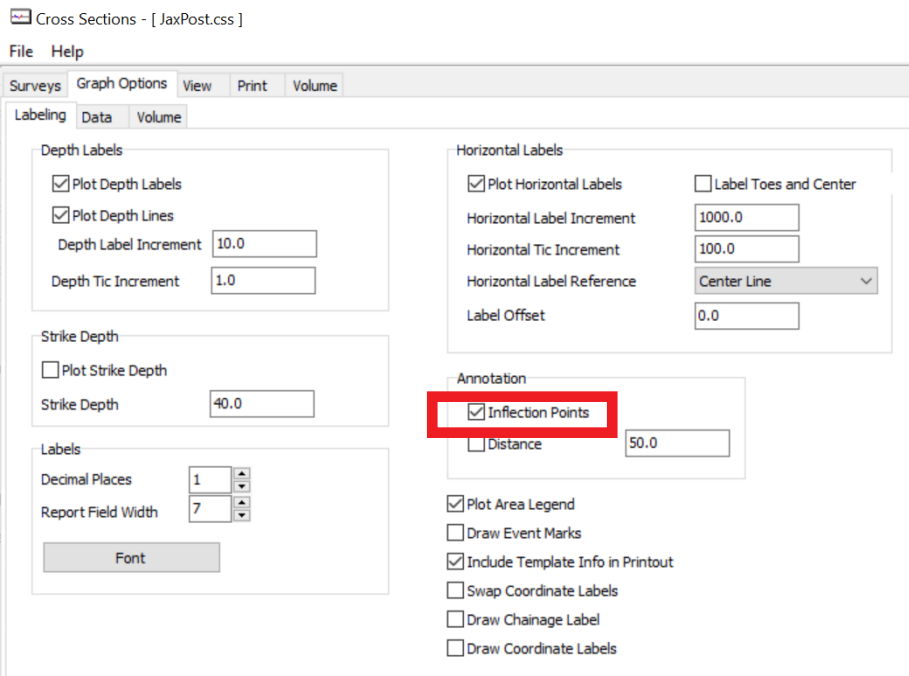 Cross Sections - [ JaxPost.css ]
File Help
Surveys Graph Options View Print Volume
Labeling Data Volume
Depth Labels
Plot Depth Labels
Plot Depth Lines
Depth Label Increment 10.0
Depth Tic Increment 1.0
Strike Depth
Plot Strike Depth
Strike Depth 40.0
Labels
Decimal Places 1
Report Field Width 7
Font
Horizontal Labels
Plot Horizontal Labels Label Toes and Center
Horizontal Label Increment 1000.0
Horizontal Tic Increment 100.0
Horizontal Label Reference Center Line
Label Offset 0.0
Annotation
Inflection Points
Distance 50.0
Plot Area Legend
Draw Event Marks
Include Template Info in Printout
Swap Coordinate Labels
Draw Chainage Label
Draw Coordinate Labels